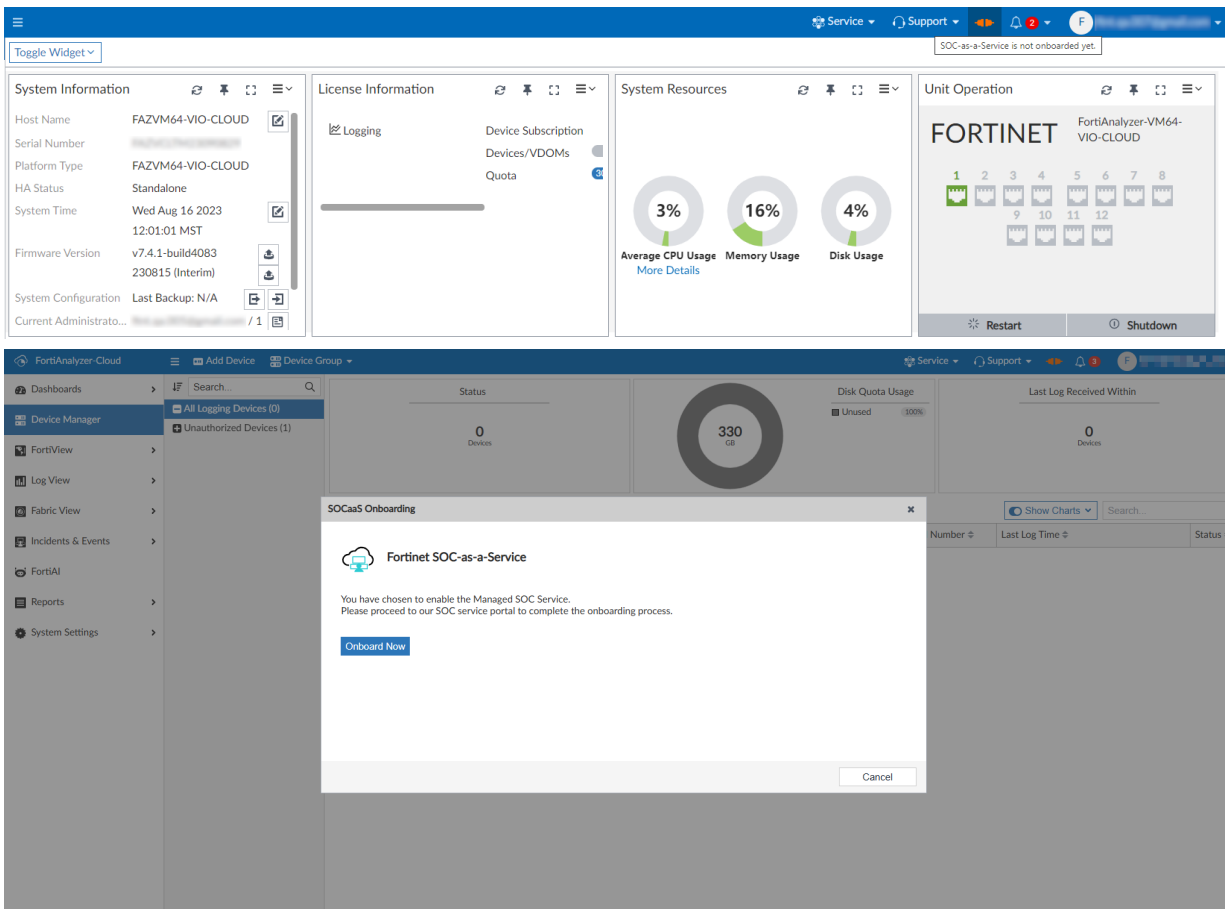 Service
Support
2
F
Toggle Widget
SOC-as-a-Service is not onboarded yet.
System Information
Host Name FAZVM64-VIO-CLOUD
Serial Number
Platform Type FAZVM64-VIO-CLOUD
HA Status Standalone
System Time Wed Aug 16 2023
12:01:01 MST
Firmware Version v7.4.1-build4083
230815 (Interim)
System Configuration Last Backup: N/A
Current Administrato... / 1
License Information
Logging
Device Subscription
Devices/VDOMs
Quota
System Resources
3% 16% 4%
Average CPU Usage Memory Usage Disk Usage
More Details
Unit Operation
FORTINET
FortiAnalyzer-VM64-
VIO-CLOUD
1 2 3 4 5 6 7 8
9 10 11 12
Restart Shutdown
FortiAnalyzer-Cloud
Add Device
Device Group
Service
Support
3
F
Dashboards
Device Manager
FortiView
Log View
Fabric View
Incidents & Events
FortiAI
Reports
System Settings
Search...
All Logging Devices (0)
Unauthorized Devices (1)
Status
0
Devices
330
GB
Disk Quota Usage
Unused 100%
Last Log Received Within
0
Devices
Show Charts
Search...
Number
Last Log Time
Status
SOCaaS Onboarding
Fortinet SOC-as-a-Service
You have chosen to enable the Managed SOC Service.
Please proceed to our SOC service portal to complete the onboarding process.
Onboard Now
Cancel